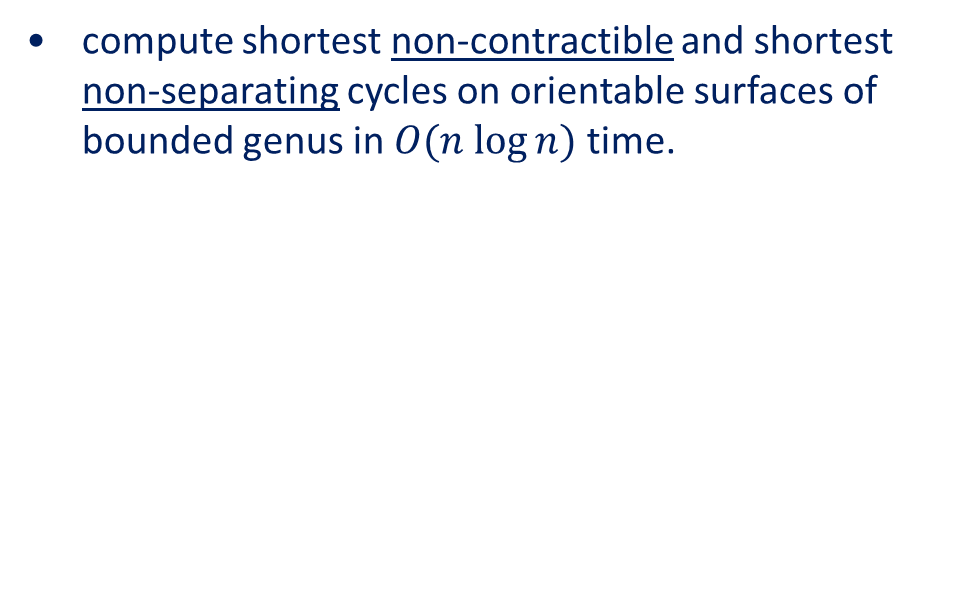 • compute shortest non-contractible and shortest
non-separating cycles on orientable surfaces of
bounded genus in O(n log n) time.